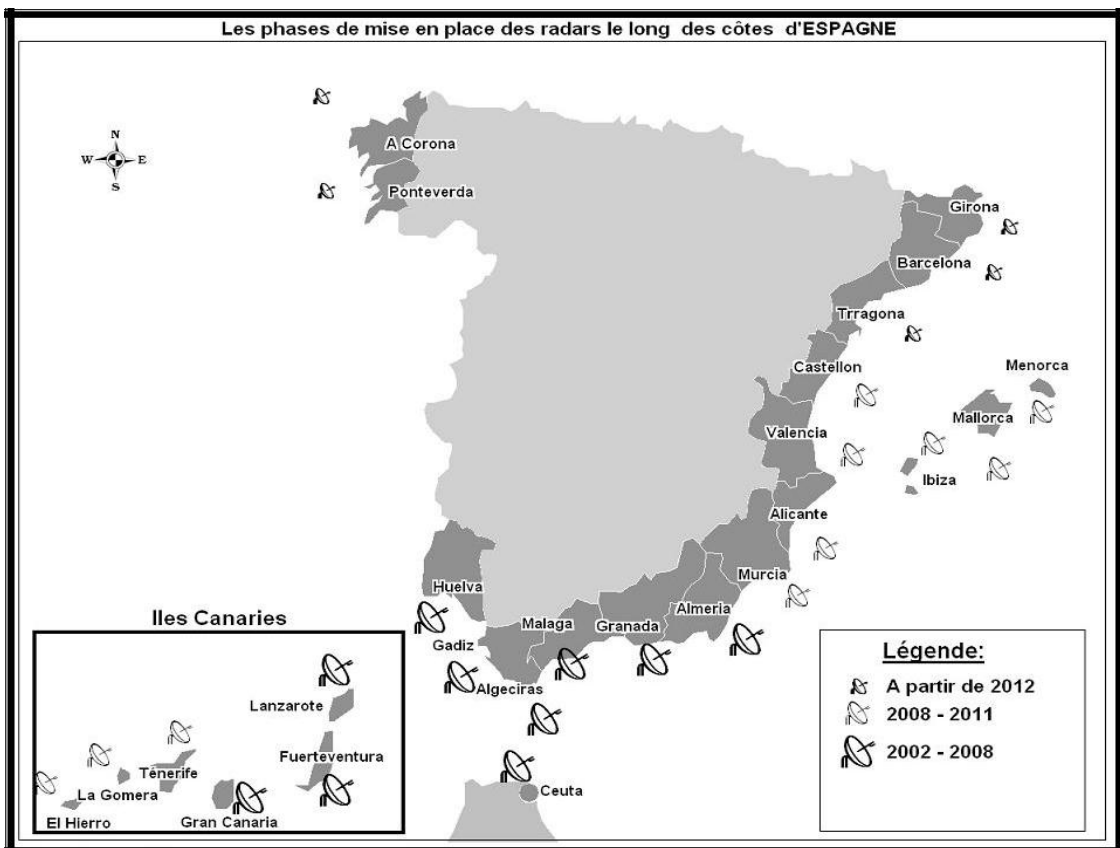 Les phases de mise en place des radars le long des côtes d'ESPAGNE
N
W E
S
A Corona
Ponteverda
Girona
Barcelona
Trragona
Castellon
Menorca
Mallorca
Valencia
Ibiza
Alicante
Murcia
Huelva
Almeria
Malaga
Granada
Gadiz
Algeciras
Ceuta
Iles Canaries
Lanzarote
Fuerteventura
Ténerife
La Gomera
El Hierro
Gran Canaria
Légende:
A partir de 2012
2008 - 2011
2002 - 2008